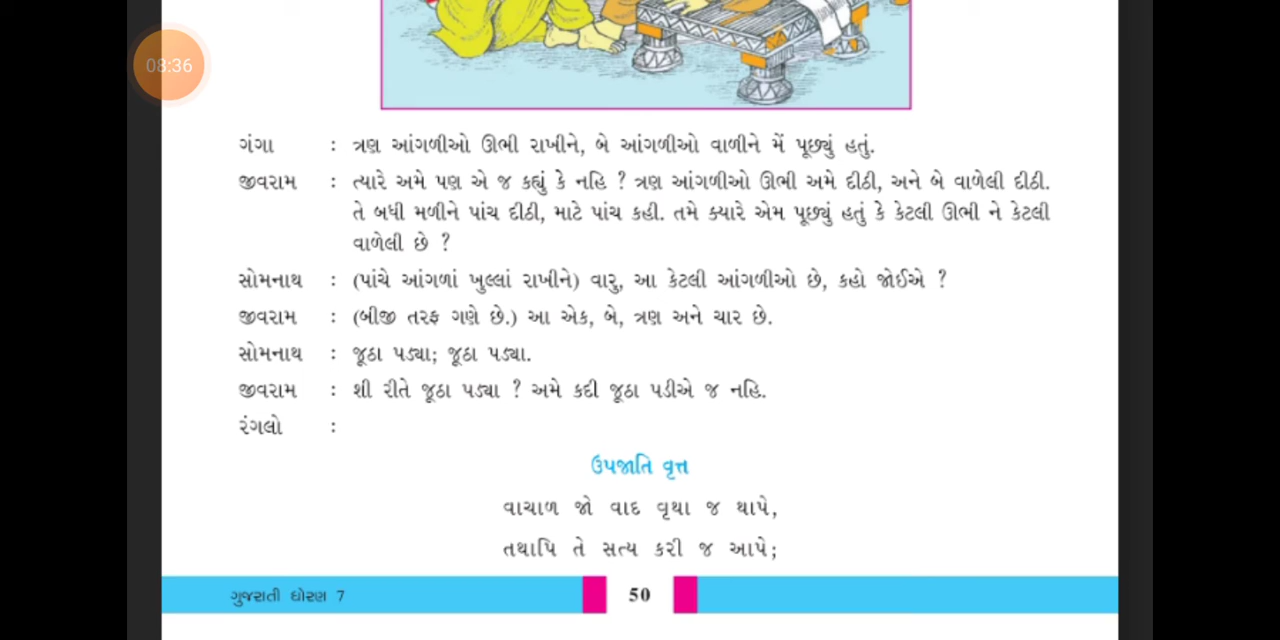 08:36
ગંગા : ત્રણ આંગળીઓ ઊભી રાખીને, બે આંગળીઓ વાળીને મેં પૂછ્યું હતું.
જીવરામ : ત્યારે અમે પણ એ જ કહ્યું કે નહિ ? ત્રણ આંગળીઓ ઊભી અમે દીઠી, અને બે વાળેલી દીઠી.
તે બધી મળીને પાંચ દીઠી, માટે પાંચ કહી. તમે ક્યારે એમ પૂછ્યું હતું કે કેટલી ઊભી ને કેટલી
વાળેલી છે ?
સોમનાથ : (પાંચે આંગળાં ખુલ્લાં રાખીને) વારુ, આ કેટલી આંગળીઓ છે, કહો જોઈએ ?
જીવરામ : (બીજી તરફ ગણે છે.) આ એક, બે, ત્રણ અને ચાર છે.
સોમનાથ : જૂઠા પડ્યા; જૂઠા પડ્યા.
જીવરામ : શી રીતે જૂઠા પડ્યા ? અમે કદી જૂઠા પડીએ જ નહિ.
રંગલો :
ઉપજાતિ વૃત્ત
વાચાળ જો વાદ વૃથા જ થાપે,
તથાપિ તે સત્ય કરી જ આપે;
ગુજરાતી ધોરણ 7
50